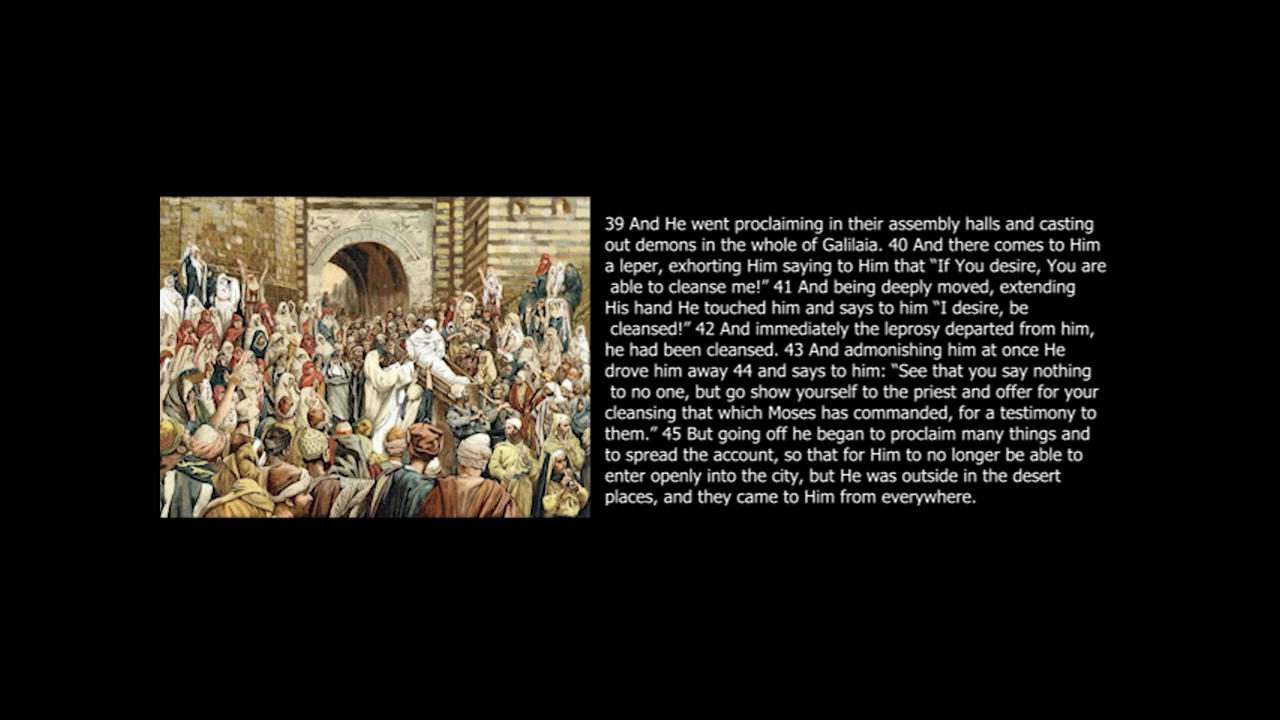 39 And He went proclaiming in their assembly halls and casting
out demons in the whole of Galilaia. 40 And there comes to Him
a leper, exhorting Him saying to Him that “If You desire, You are
able to cleanse me!” 41 And being deeply moved, extending
His hand He touched him and says to him “I desire, be
cleansed!” 42 And immediately the leprosy departed from him,
he had been cleansed. 43 And admonishing him at once He
drove him away 44 and says to him: “See that you say nothing
to no one, but go show yourself to the priest and offer for your
cleansing that which Moses has commanded, for a testimony to
them.” 45 But going off he began to proclaim many things and
to spread the account, so that for Him to no longer be able to
enter openly into the city, but He was outside in the desert
places, and they came to Him from everywhere.